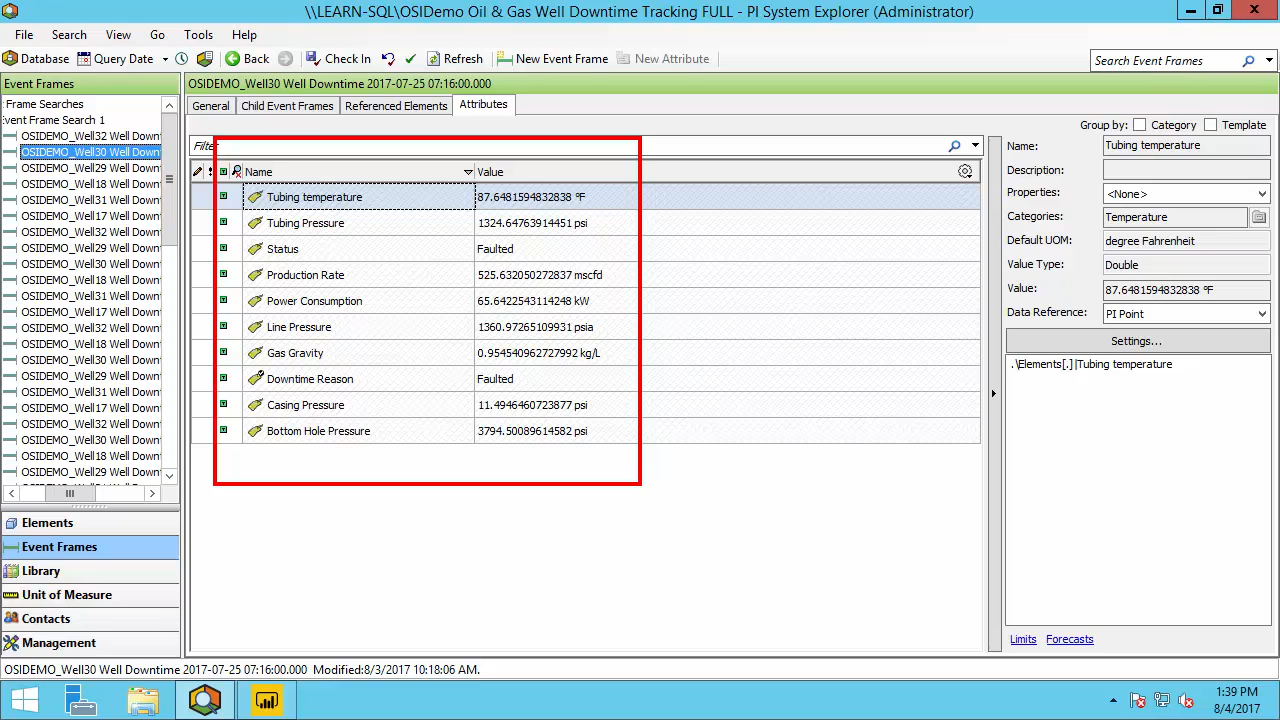 \\LEARN-SQL\OSIDemo Oil & Gas Well Downtime Tracking FULL - PI System Explorer (Administrator)
File Search View Go Tools Help
Database Query Date Back Check In Refresh New Event Frame New Attribute Search Event Frames
Event Frames
OSIDEMO_Well30 Well Downtime 2017-07-25 07:16:00.000
Frame Searches
Event Frame Search 1
OSIDEMO_Well32 Well Down
OSIDEMO_Well30 Well Down
OSIDEMO_Well29 Well Down
OSIDEMO_Well18 Well Down
OSIDEMO_Well31 Well Down
OSIDEMO_Well17 Well Down
OSIDEMO_Well32 Well Down
OSIDEMO_Well18 Well Down
OSIDEMO_Well30 Well Down
OSIDEMO_Well29 Well Down
OSIDEMO_Well31 Well Down
OSIDEMO_Well17 Well Down
OSIDEMO_Well32 Well Down
OSIDEMO_Well18 Well Down
OSIDEMO_Well30 Well Down
OSIDEMO_Well29 Well Down
OSIDEMO_Well31 Well Down
OSIDEMO_Well17 Well Down
OSIDEMO_Well32 Well Down
OSIDEMO_Well30 Well Down
OSIDEMO_Well18 Well Down
OSIDEMO_Well29 Well Down
Elements
Event Frames
Library
Unit of Measure
Contacts
Management
General Child Event Frames Referenced Elements Attributes
Group by: Category Template
Filter
Name Value
Tubing temperature 87.6481594832838 °F
Tubing Pressure 1324.64763914451 psi
Status Faulted
Production Rate 525.632050272837 mscfd
Power Consumption 65.6422543114248 kW
Line Pressure 1360.97265109931 psia
Gas Gravity 0.954540962727992 kg/L
Downtime Reason Faulted
Casing Pressure 11.4946460723877 psi
Bottom Hole Pressure 3794.50089614582 psi
Name: Tubing temperature
Description:
Properties: <None>
Categories: Temperature
Default UOM: degree Fahrenheit
Value Type: Double
Value: 87.6481594832838 °F
Data Reference: PI Point
Settings...
.\Elements[.]|Tubing temperature
Limits Forecasts
OSIDEMO_Well30 Well Downtime 2017-07-25 07:16:00.000 Modified:8/3/2017 10:18:06 AM.
1:39 PM
8/4/2017